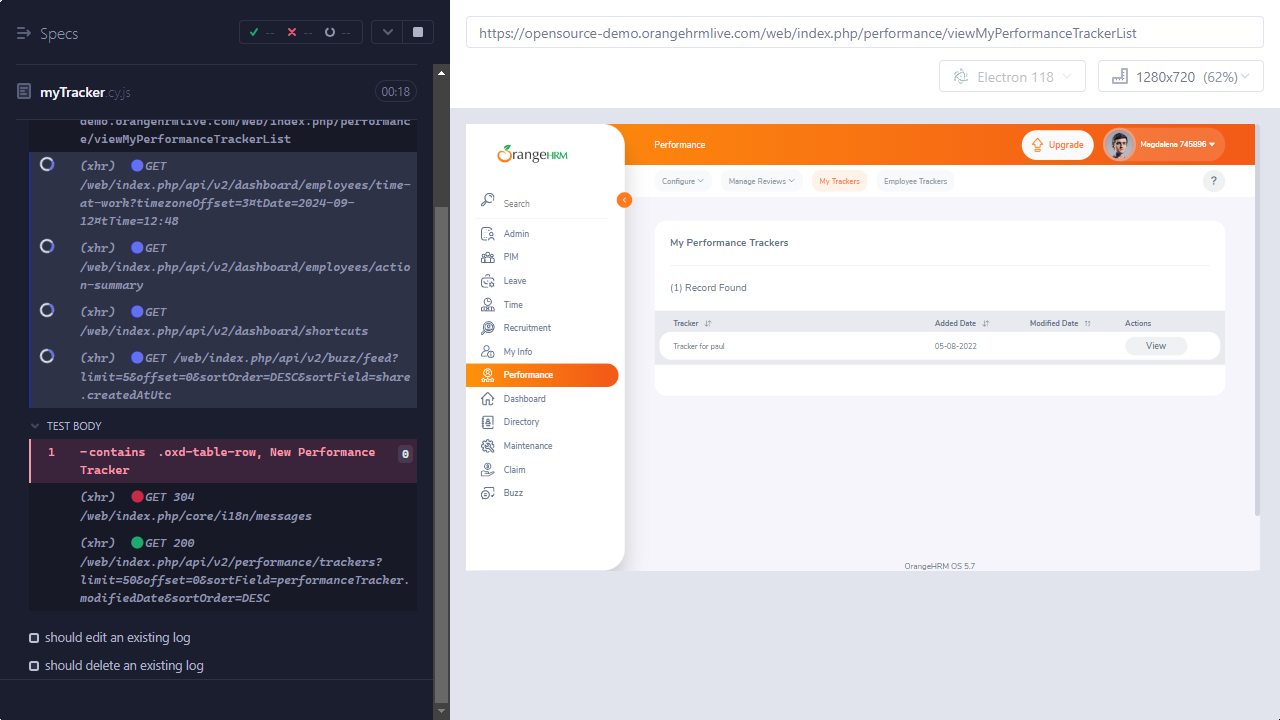 Specs
--
--
--
myTracker.cy.js
00:18
demo.orangehrmlive.com/web/index.php/performanc
e/viewMyPerformanceTrackerList
(xhr) GET
/web/index.php/api/v2/dashboard/employees/time-
at-work?timezoneOffset=3¤tDate=2024-09-
12¤tTime=12:48
(xhr) GET
/web/index.php/api/v2/dashboard/employees/actio
n-summary
(xhr) GET
/web/index.php/api/v2/dashboard/shortcuts
(xhr) GET /web/index.php/api/v2/buzz/feed?
limit=5&offset=0&sortOrder=DESC&sortField=share
.createdAtUtc
TEST BODY
1 -contains .oxd-table-row, New Performance
Tracker
0
(xhr) GET 304
/web/index.php/core/i18n/messages
(xhr) GET 200
/web/index.php/api/v2/performance/trackers?
limit=50&offset=0&sortField=performanceTracker.
modifiedDate&sortOrder=DESC
should edit an existing log
should delete an existing log
https://opensource-demo.orangehrmlive.com/web/index.php/performance/viewMyPerformanceTrackerList
Electron 118
1280x720 (62%)
OrangeHRM
Search
Admin
PIM
Leave
Time
Recruitment
My Info
Performance
Dashboard
Directory
Maintenance
Claim
Buzz
Performance
Upgrade
Magdalena 745896
Configure
Manage Reviews
My Trackers
Employee Trackers
?
My Performance Trackers
(1) Record Found
Tracker Added Date Modified Date Actions
Tracker for paul 05-08-2022 View
OrangeHRM OS 5.7